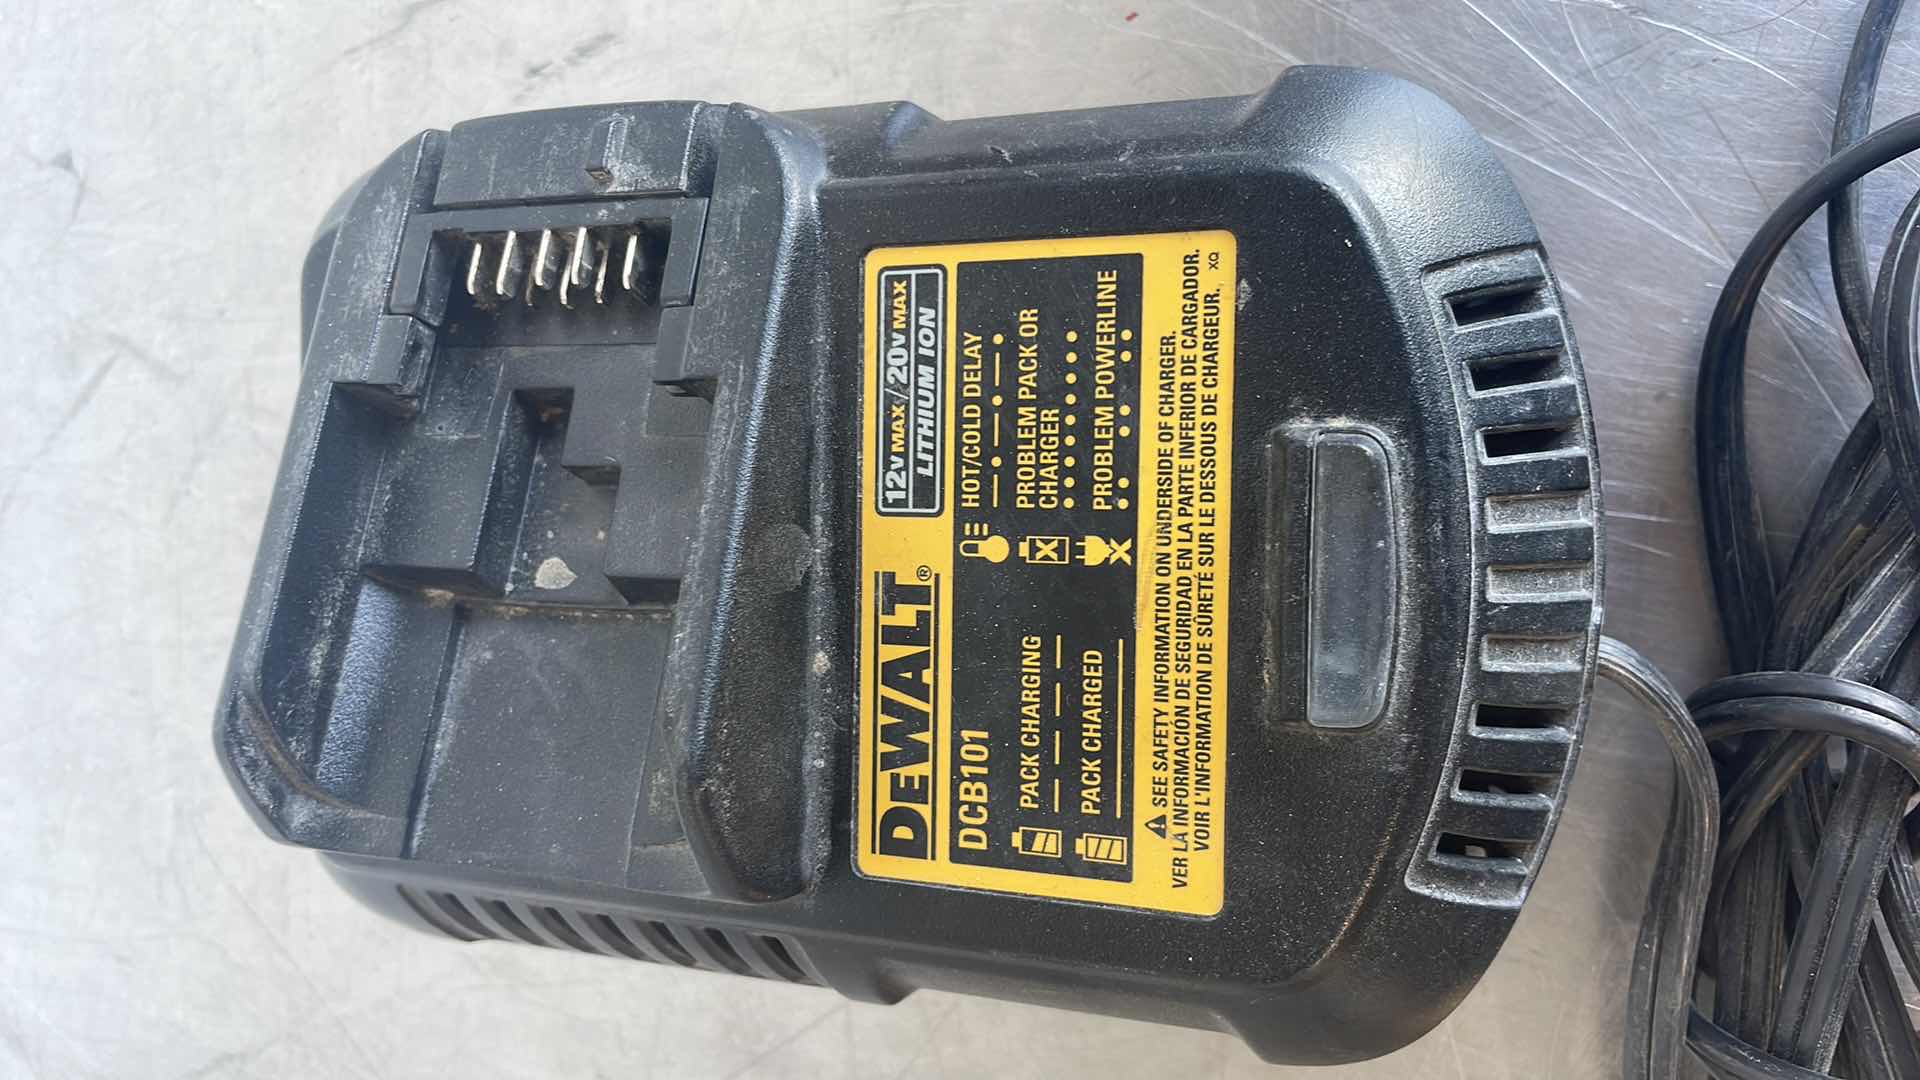 DEWALT®
12V MAX/20V MAX
LITHIUM ION
DCB101
PACK CHARGING
PACK CHARGED
HOT/COLD DELAY
PROBLEM PACK OR
CHARGER
PROBLEM POWERLINE
SEE SAFETY INFORMATION ON UNDERSIDE OF CHARGER.
VER LA INFORMACIÓN DE SEGURIDAD EN LA PARTE INFERIOR DE CARGADOR.
VOIR L'INFORMATION DE SÛRETÉ SUR LE DESSOUS DE CHARGEUR.
XQ